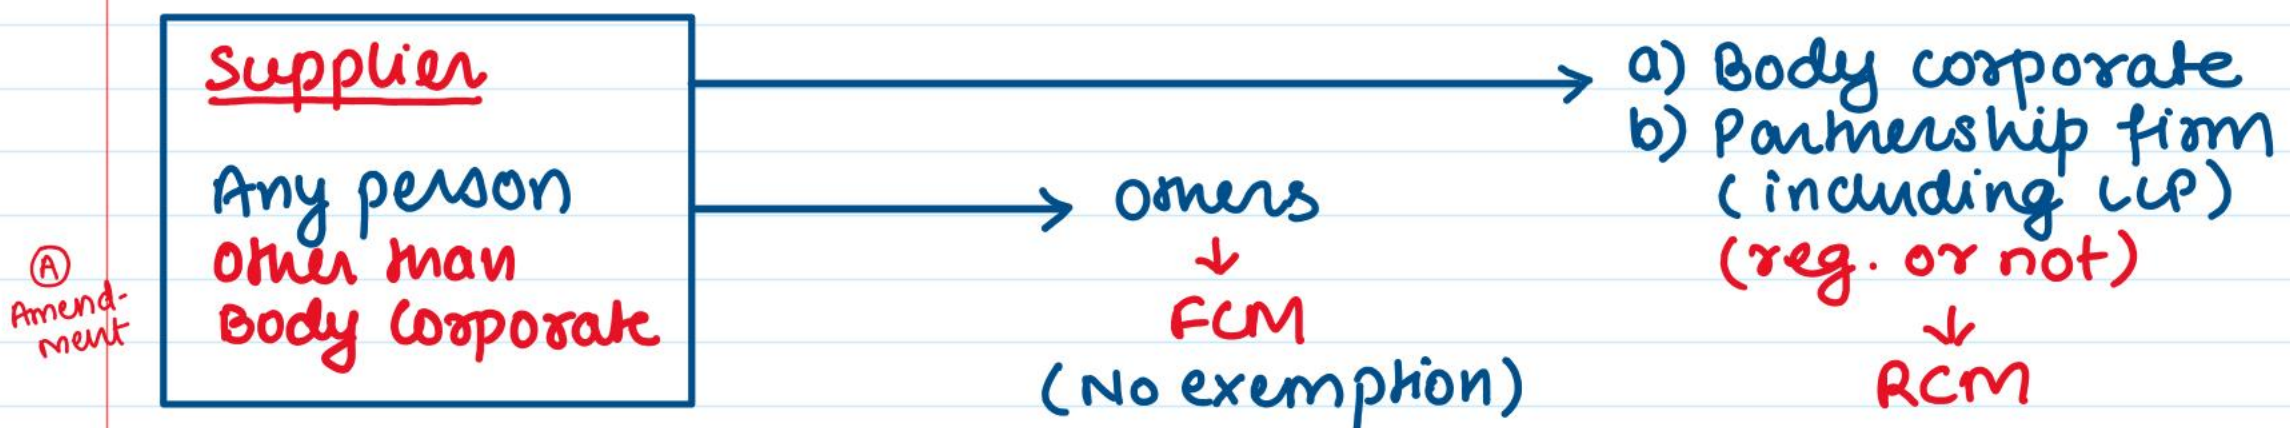 Supplier
Any person
Other than
Body Corporate
Ⓐ
Amend-
ment
Others
↓
FCM
(No exemption)
a) Body corporate
b) Partnership firm
(including LLP)
(reg. or not)
↓
RCM